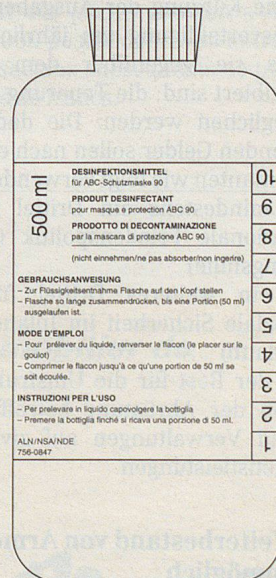 500 ml
DESINFEKTIONSMITTEL
für ABC-Schutzmaske 90
PRODUIT DESINFECTANT
pour masque e protection ABC 90
PRODOTTO DI DECONTAMINAZIONE
par la mascara di protezione ABC 90
(nicht einnehmen/ne pas absorber/non ingerire)
GEBRAUCHSANWEISUNG
– Zur Flüssigkeitsentnahme Flasche auf den Kopf stellen
– Flasche so lange zusammendrücken, bis eine Portion (50 ml)
ausgelaufen ist.
MODE D'EMPLOI
– Pour prélever du liquide, renverser le flacon (le placer sur le
goulot)
– Comprimer le flacon jusqu'à ce qu'une portion de 50 ml se
soit écoulée.
INSTRUZIONI PER L'USO
– Per prelevare in liquido capovolgere la bottiglia
– Premere la bottiglia finché si ricava una porzione di 50 ml.
ALN/NSA/NDE
756-0847
10
9
8
7
6
5
4
3
2
1